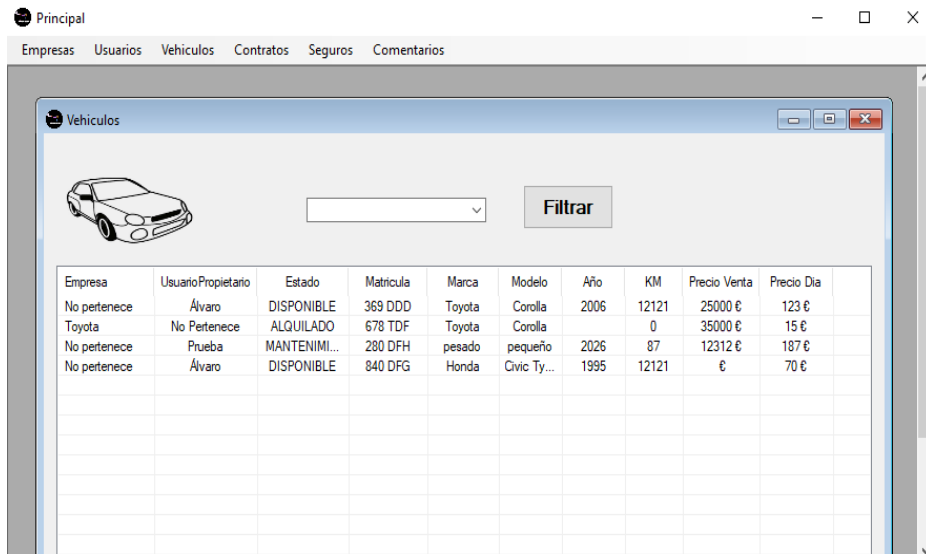 Principal
Empresas Usuarios Vehiculos Contratos Seguros Comentarios
Vehiculos
Filtrar
Empresa UsuarioPropietario Estado Matricula Marca Modelo Año KM Precio Venta Precio Dia
No pertenece Álvaro DISPONIBLE 369 DDD Toyota Corolla 2006 12121 25000 € 123 €
Toyota No Pertenece ALQUILADO 678 TDF Toyota Corolla 0 35000 € 15 €
No pertenece Prueba MANTENIMI... 280 DFH pesado pequeño 2026 87 12312 € 187 €
No pertenece Álvaro DISPONIBLE 840 DFG Honda Civic Ty... 1995 12121 € 70 €